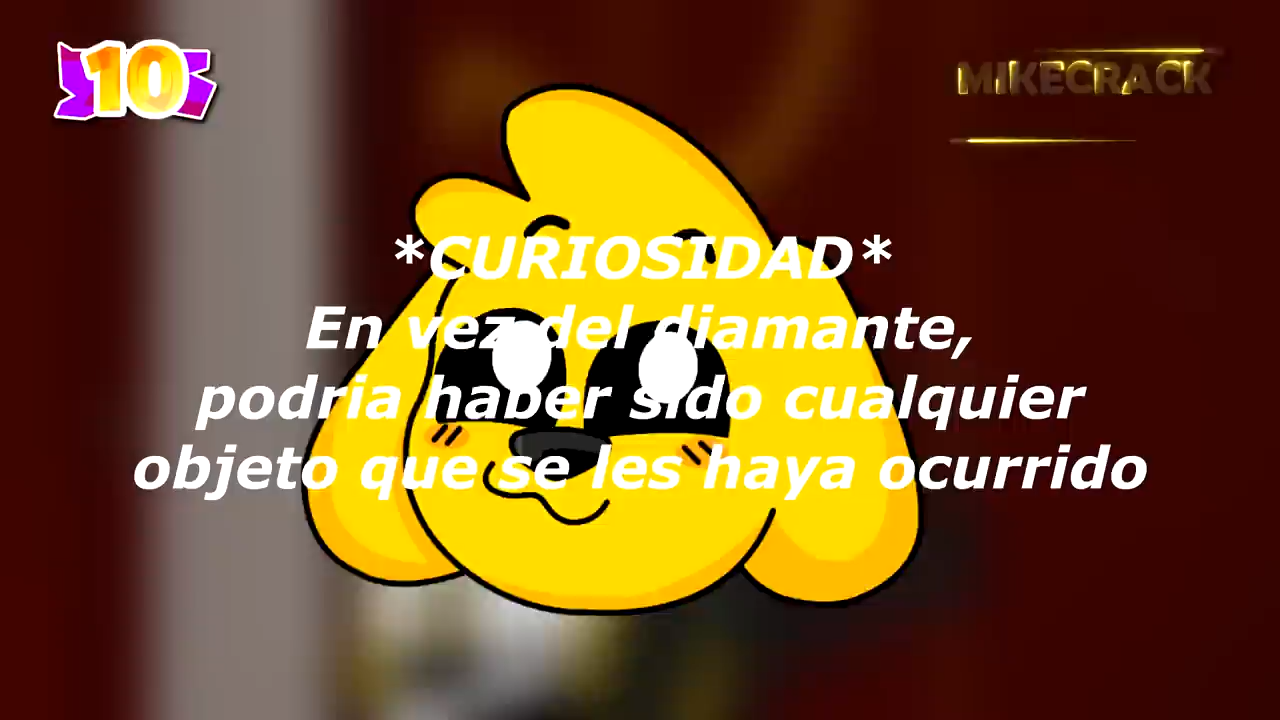 10
MIKECRACK
*CURIOSIDAD*
En vez del diamante,
podria haber sido cualquier
objeto que se les haya ocurrido